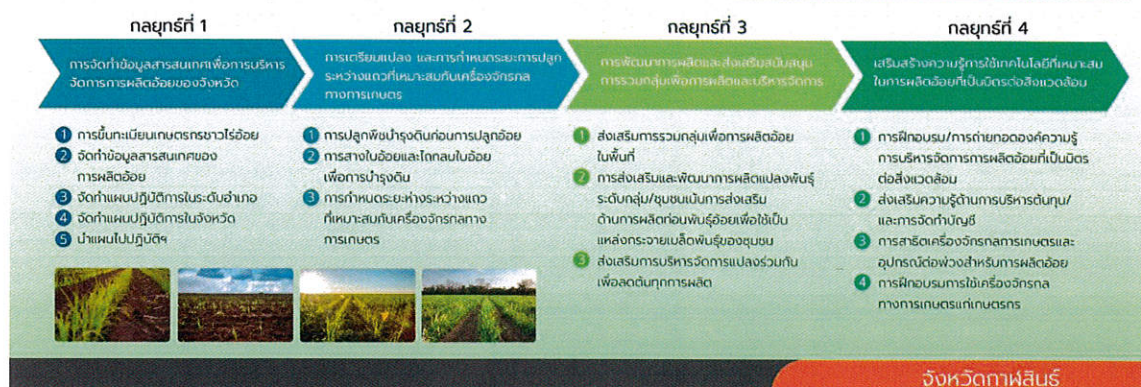 กลยุทธ์ที่ 1
การจัดทำข้อมูลสารสนเทศเพื่อการบริหาร
จัดการการผลิตอ้อยของจังหวัด
1 การขึ้นทะเบียนเกษตรกรชาวไร่อ้อย
2 จัดทำข้อมูลสารสนเทศของ
การผลิตอ้อย
3 จัดทำแผนปฏิบัติการในระดับอำเภอ
4 จัดทำแผนปฏิบัติการในจังหวัด
5 นำแผนไปปฏิบัติฯ
กลยุทธ์ที่ 2
การเตรียมแปลง และการกำหนดระยะการปลูก
ระหว่างแถวที่เหมาะสมกับเครื่องจักรกล
ทางการเกษตร
1 การปลูกพืชบำรุงดินก่อนการปลูกอ้อย
2 การสางใบอ้อยและไถกลบใบอ้อย
เพื่อการบำรุงดิน
3 การกำหนดระยะห่างระหว่างแถว
ที่เหมาะสมกับเครื่องจักรกลทาง
การเกษตร
กลยุทธ์ที่ 3
การพัฒนาการผลิตและส่งเสริมสนับสนุน
การรวมกลุ่มเพื่อการผลิตและบริหารจัดการ
1 ส่งเสริมการรวมกลุ่มเพื่อการผลิตอ้อย
ในพื้นที่
2 การส่งเสริมและพัฒนาการผลิตแปลงพันธุ์
ระดับกลุ่ม/ชุมชนเน้นการส่งเสริม
ด้านการผลิตท่อนพันธุ์อ้อยเพื่อใช้เป็น
แหล่งกระจายเมล็ดพันธุ์ของชุมชน
3 ส่งเสริมการบริหารจัดการแปลงร่วมกัน
เพื่อลดต้นทุกการผลิต
กลยุทธ์ที่ 4
เสริมสร้างความรู้การใช้เทคโนโลยีที่เหมาะสม
ในการผลิตอ้อยที่เป็นมิตรต่อสิ่งแวดล้อม
1 การฝึกอบรม/การถ่ายทอดองค์ความรู้
การบริหารจัดการการผลิตอ้อยที่เป็นมิตร
ต่อสิ่งแวดล้อม
2 ส่งเสริมความรู้ด้านการบริหารต้นทุน/
และการจัดทำบัญชี
3 การสาธิตเครื่องจักรกลการเกษตรและ
อุปกรณ์ต่อพ่วงสำหรับการผลิตอ้อย
4 การฝึกอบรมการใช้เครื่องจักรกล
ทางการเกษตรแก่เกษตรกร
จังหวัดกาฬสินธุ์